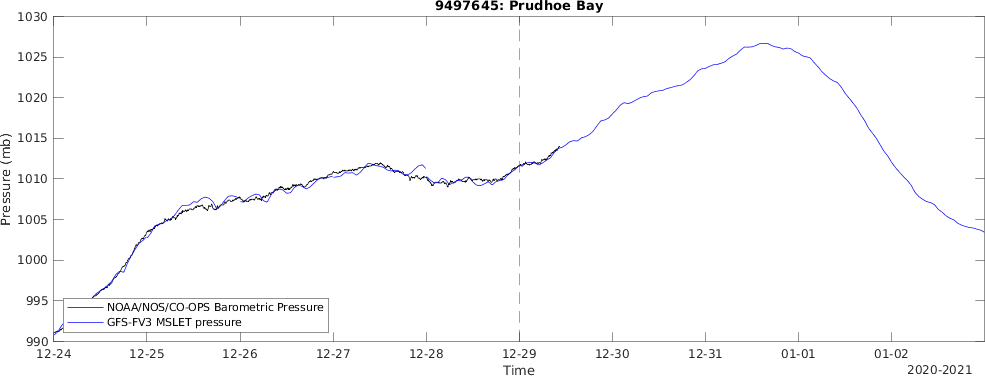 9497645: Prudhoe Bay
1030
1025
1020
1015
1010
1005
1000
995
990
Pressure (mb)
NOAA/NOS/CO-OPS Barometric Pressure
GFS-FV3 MSLET pressure
12-24 12-25 12-26 12-27 12-28 12-29 12-30 12-31 01-01 01-02
Time
2020-2021